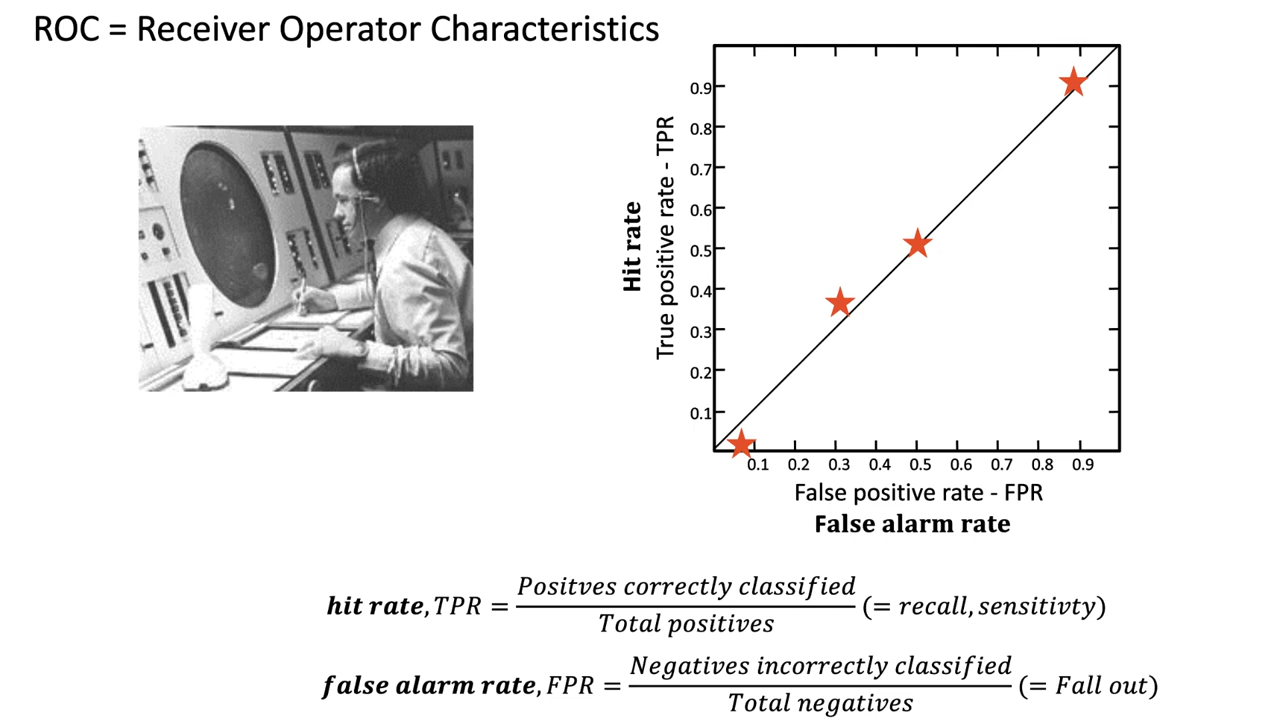 ROC = Receiver Operator Characteristics
Hit rate
True positive rate - TPR
0.9
0.8
0.7
0.6
0.5
0.4
0.3
0.2
0.1
0.1 0.2 0.3 0.4 0.5 0.6 0.7 0.8 0.9
False positive rate - FPR
False alarm rate
hit rate, TPR = Positves correctly classified / Total positives (= recall, sensitivty)
false alarm rate, FPR = Negatives incorrectly classified / Total negatives (= Fall out)